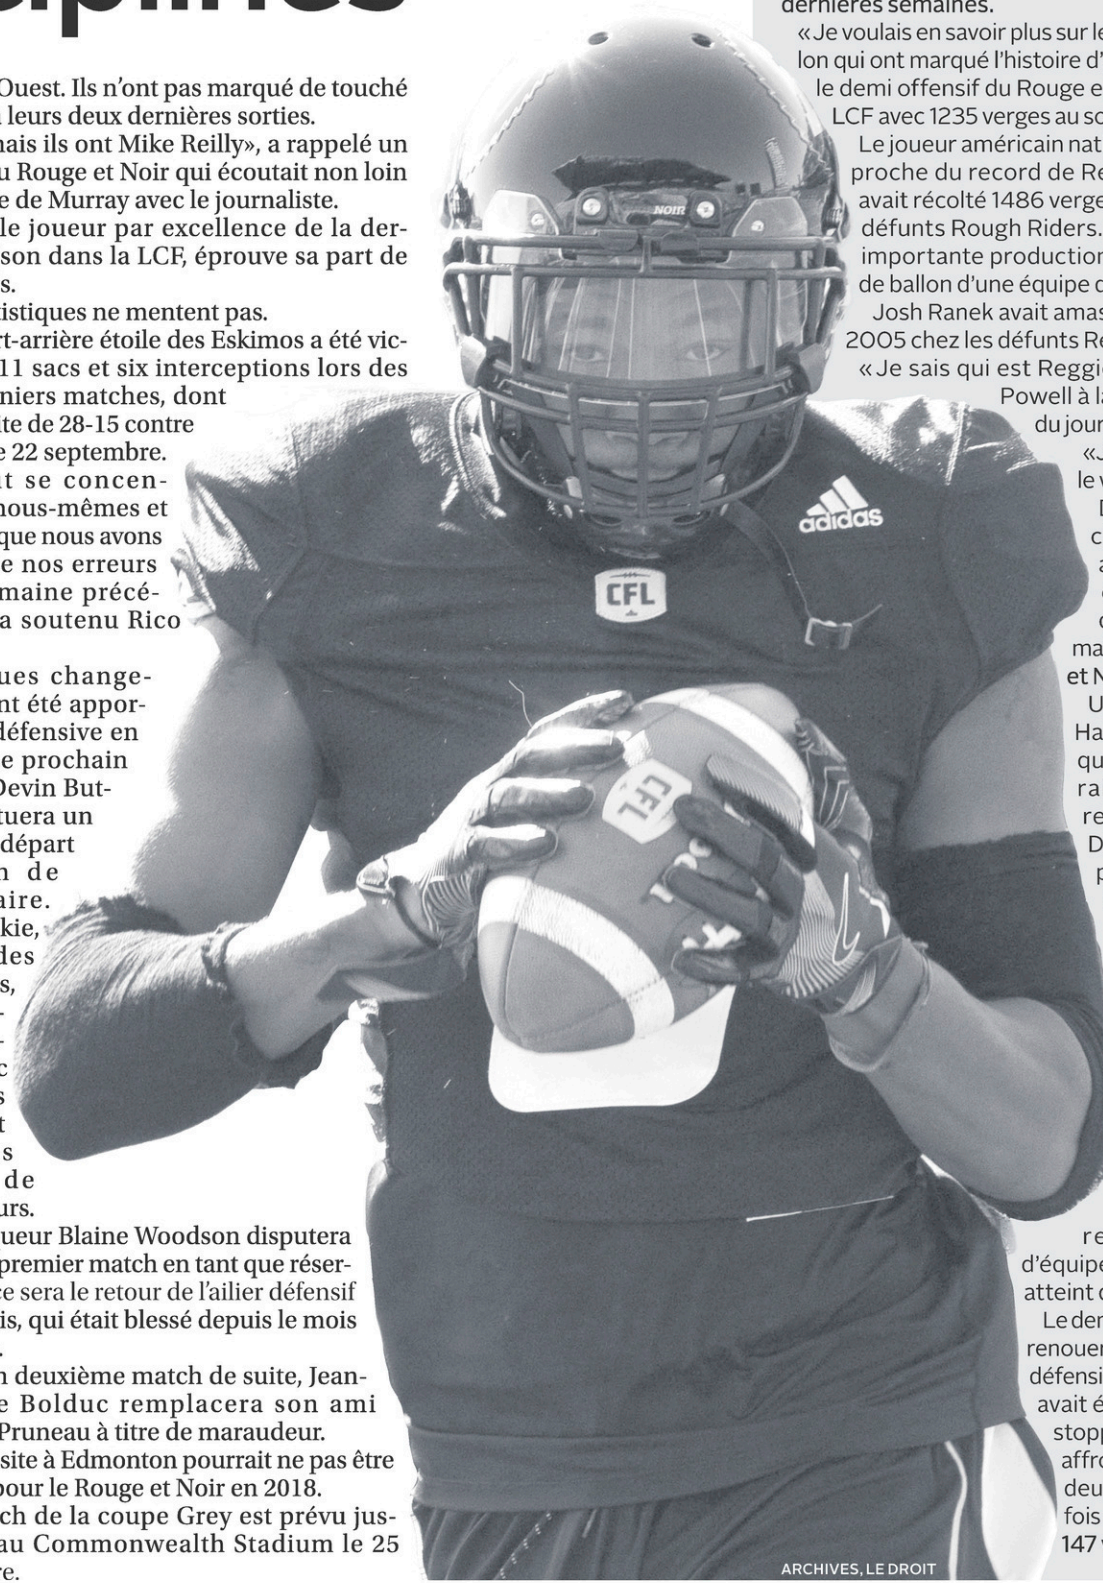 Ouest. Ils n'ont pas marqué de touché
leurs deux dernières sorties.
mais ils ont Mike Reilly», a rappelé un
Rouge et Noir qui écoutait non loin
de Murray avec le journaliste.
le joueur par excellence de la der-
son dans la LCF, éprouve sa part de
s.
tistiques ne mentent pas.
rt-arrière étoile des Eskimos a été vic-
11 sacs et six interceptions lors des
niers matches, dont
ite de 28-15 contre
e 22 septembre.
it se concen-
nous-mêmes et
que nous avons
e nos erreurs
maine précé-
a soutenu Rico
ues change-
nt été appor-
défensive en
e prochain
Devin But-
tuera un
départ
n de
aire.
kie,
des
s,
-
-
c
s
t
s
de
urs.
ueur Blaine Woodson disputera
premier match en tant que réser-
ce sera le retour de l'ailier défensif
is, qui était blessé depuis le mois
.
n deuxième match de suite, Jean-
e Bolduc remplacera son ami
Pruneau à titre de maraudeur.
site à Edmonton pourrait ne pas être
pour le Rouge et Noir en 2018.
ch de la coupe Grey est prévu jus-
au Commonwealth Stadium le 25
re.
NOIR
adidas
CFL
CFL
ARCHIVES, LE DROIT
dernières semaines.
«Je voulais en savoir plus sur le
lon qui ont marqué l'histoire d'
le demi offensif du Rouge e
LCF avec 1235 verges au so
Le joueur américain nat
proche du record de Re
avait récolté 1486 verge
défunts Rough Riders.
importante production
de ballon d'une équipe d
Josh Ranek avait amas
2005 chez les défunts Re
«Je sais qui est Reggie
Powell à la
du jour
«J
le v
D
c
a
ma
et N
U
Ha
qu
ra
re
D
p
re
d'équipe
atteint d
Le der
renouer
défensi
avait é
stopp
affro
deu
fois
147 v